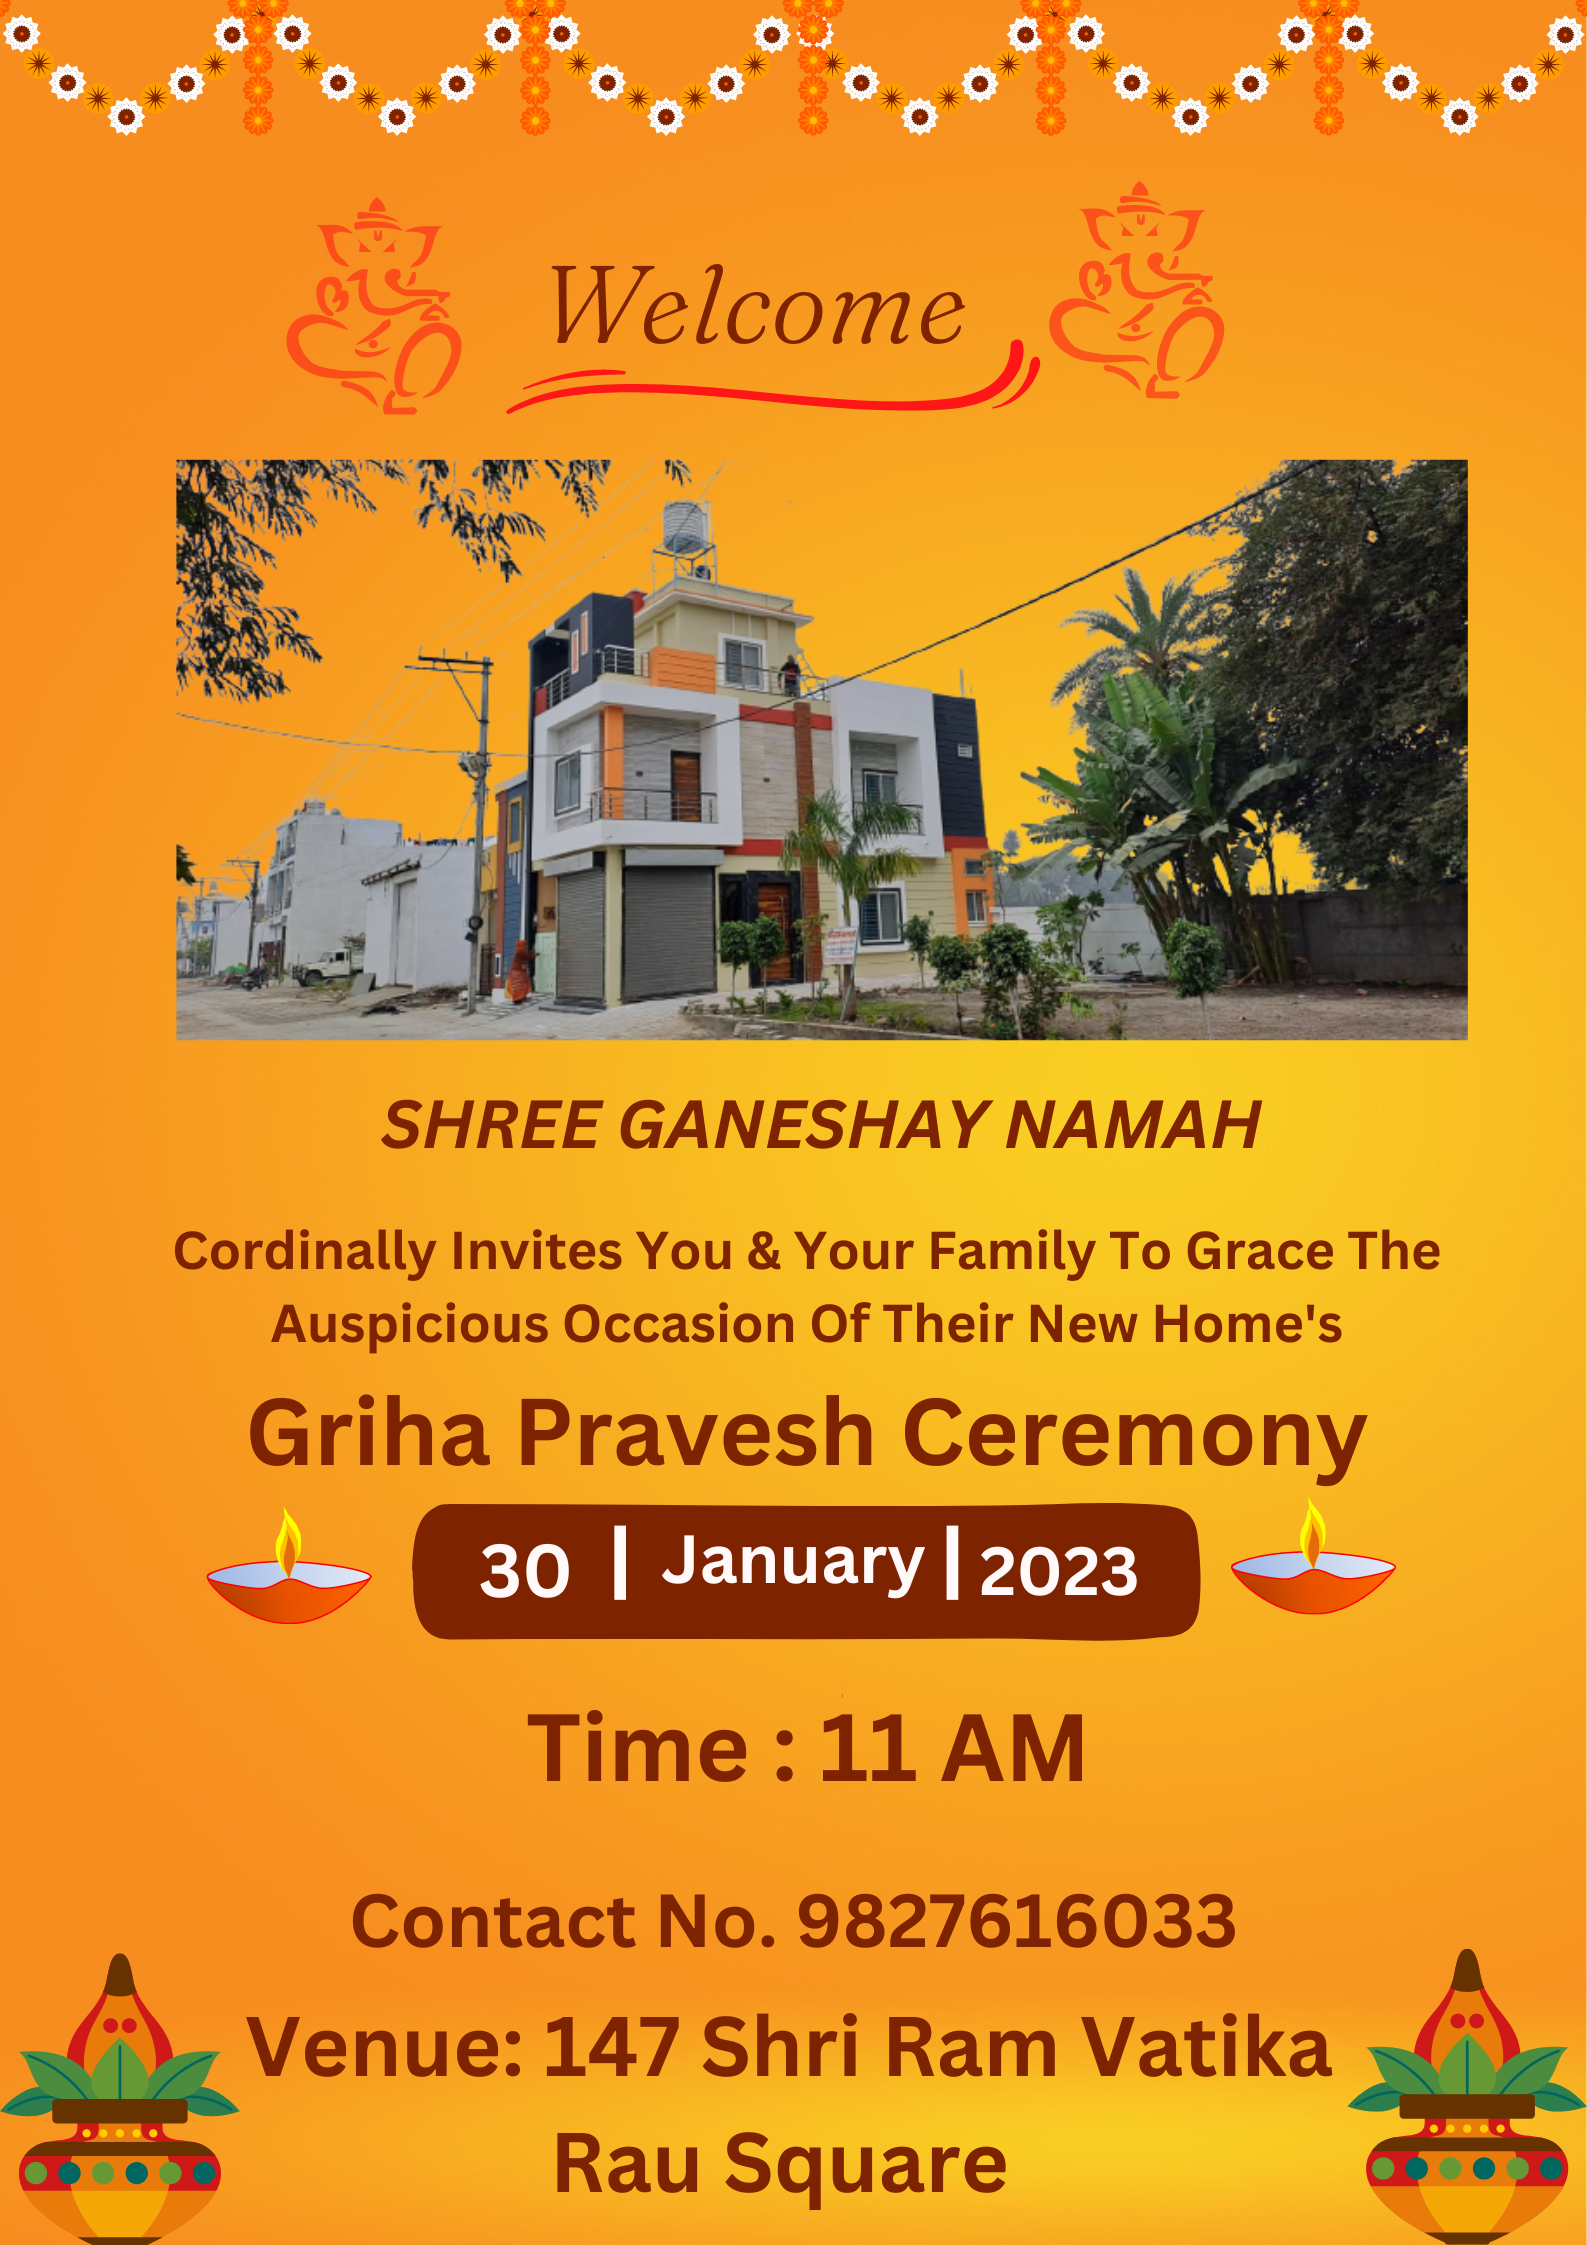 Welcome
SHREE GANESHAY NAMAH
Cordinally Invites You & Your Family To Grace The
Auspicious Occasion Of Their New Home's
Griha Pravesh Ceremony
30 | January | 2023
Time : 11 AM
Contact No. 9827616033
Venue: 147 Shri Ram Vatika
Rau Square